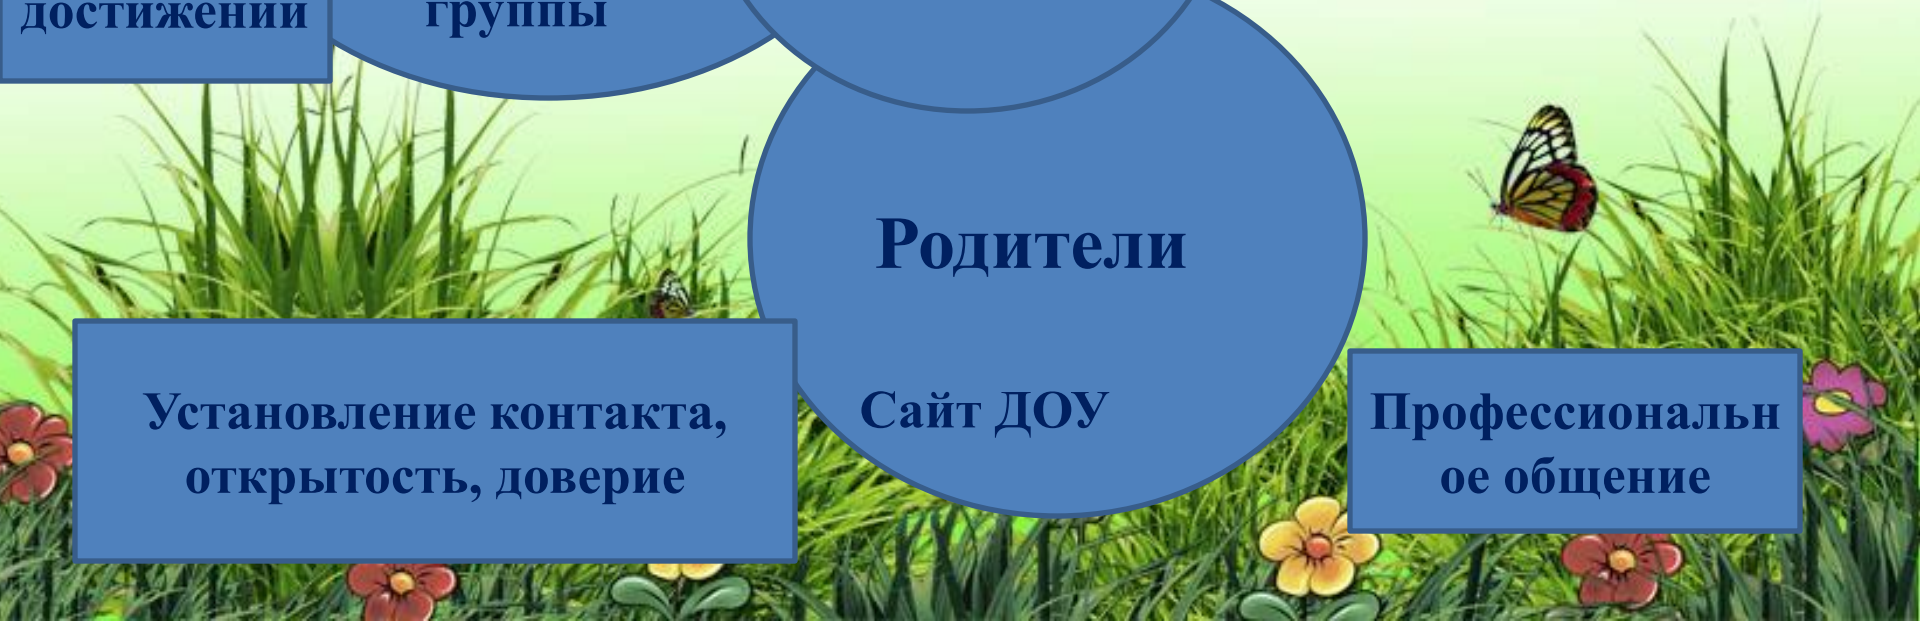 достижений
группы
Родители
Сайт ДОУ
Установление контакта,
открытость, доверие
Профессиональн
ое общение